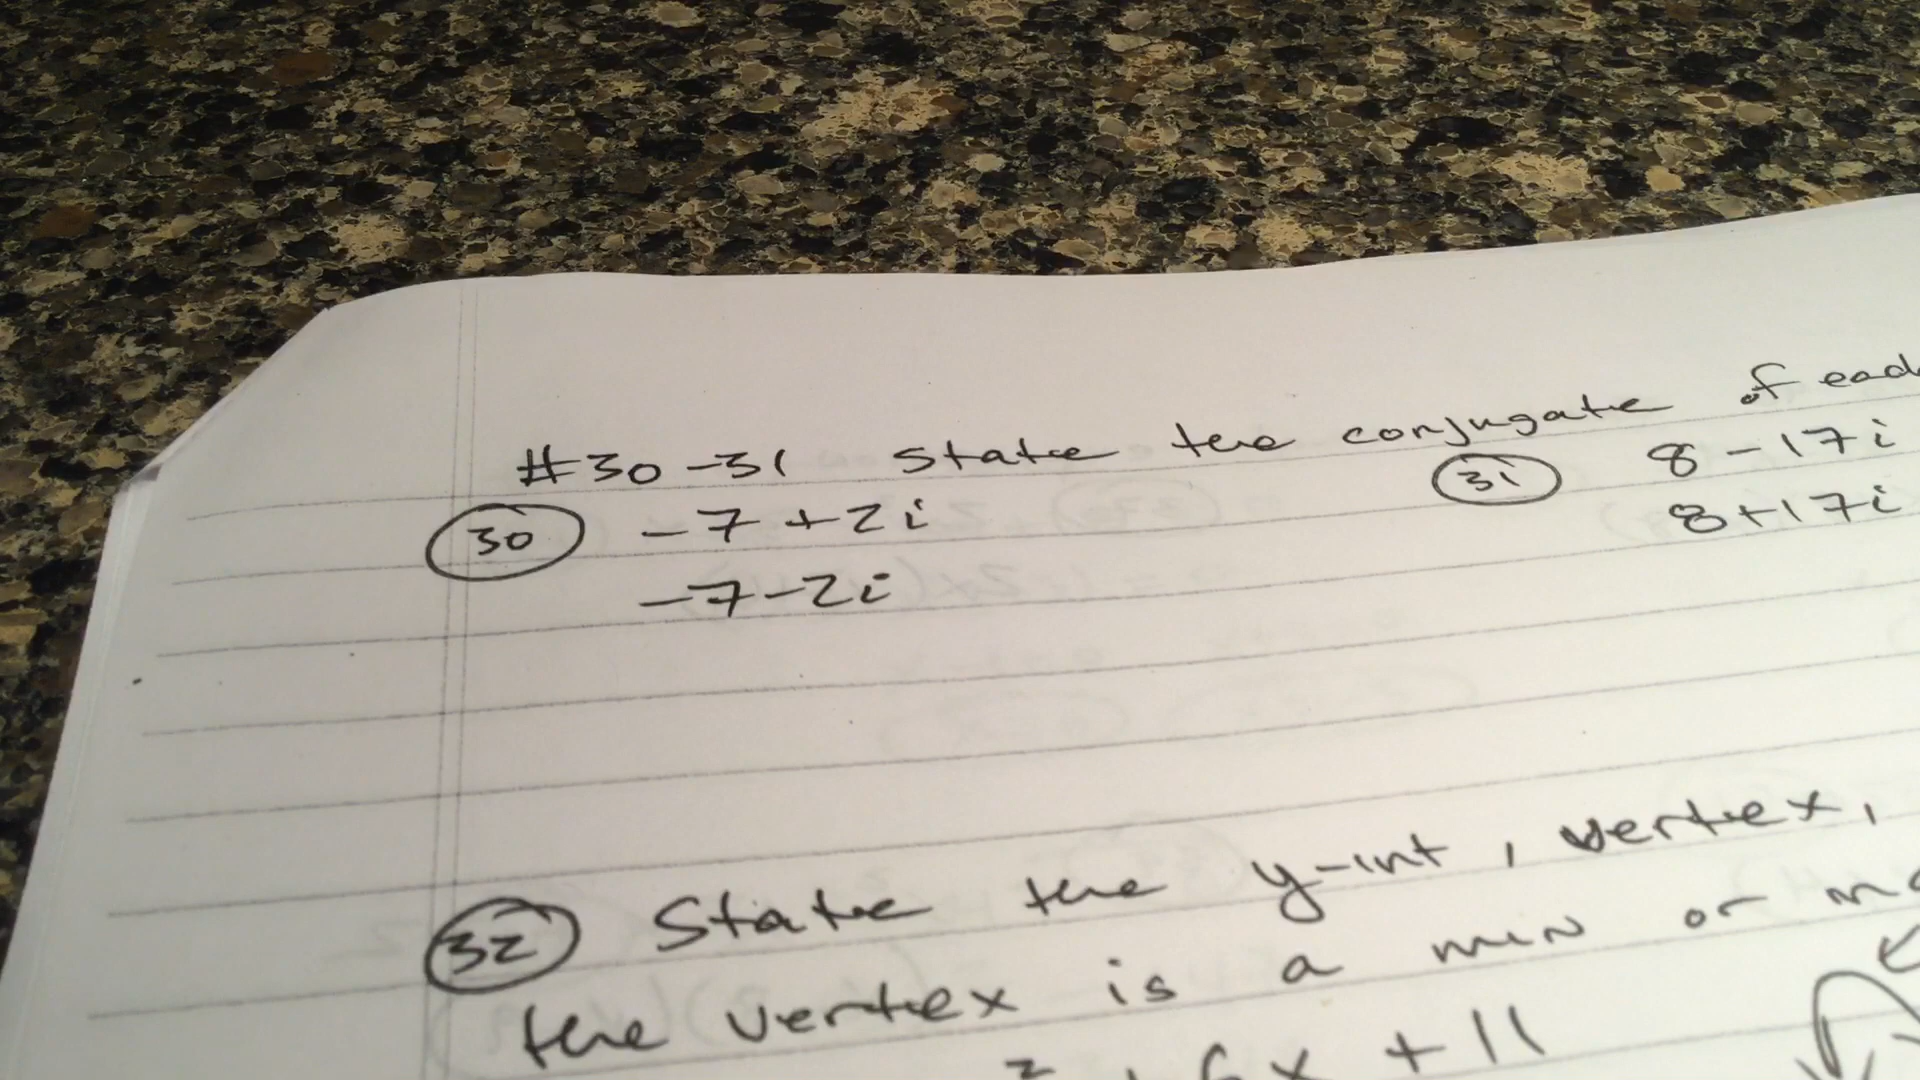 #30-31 State the conjugate of
30 -7+2i
-7-2i
31 8-17i
8+17i
32 State the y-int, vertex,
the vertex is a min or
+ 6x + 11